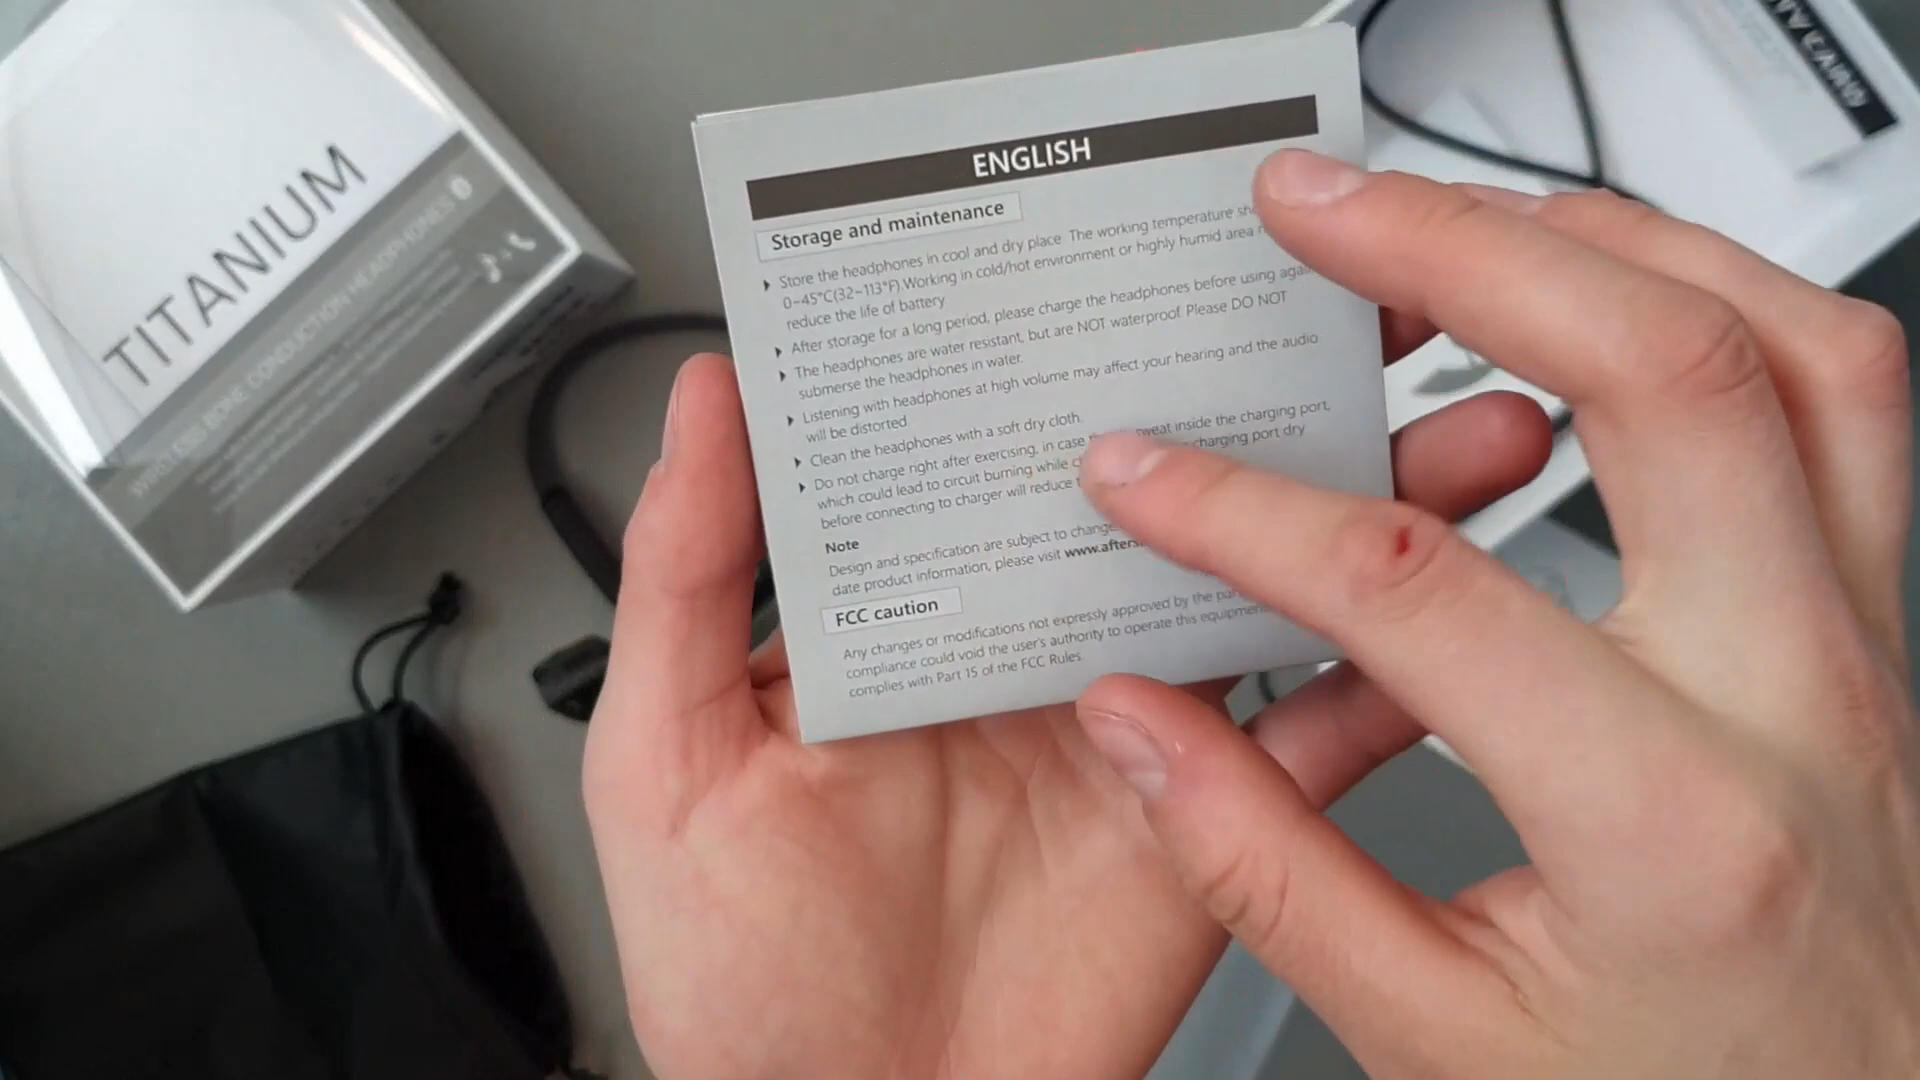 TITANIUM
WIRELESS BONE CONDUCTION HEADPHONES
TY CARD
ENGLISH
Storage and maintenance
Store the headphones in cool and dry place. The working temperature
0~45°C(32~113°F).Working in cold/hot environment or highly humid area
reduce the life of battery
After storage for a long period, please charge the headphones before using
The headphones are water resistant, but are NOT waterproof. Please DO NOT
submerse the headphones in water.
Listening with headphones at high volume may affect your hearing and the audio
will be distorted.
Clean the headphones with a soft dry cloth.
Do not charge right after exercising, in case sweat inside the charging port,
which could lead to circuit burning while charging port dry
before connecting to charger will reduce
Note
Design and specification are subject to change
date product information, please visit www.afters
FCC caution
Any changes or modifications not expressly approved by the
compliance could void the user's authority to operate this
complies with Part 15 of the FCC Rules.